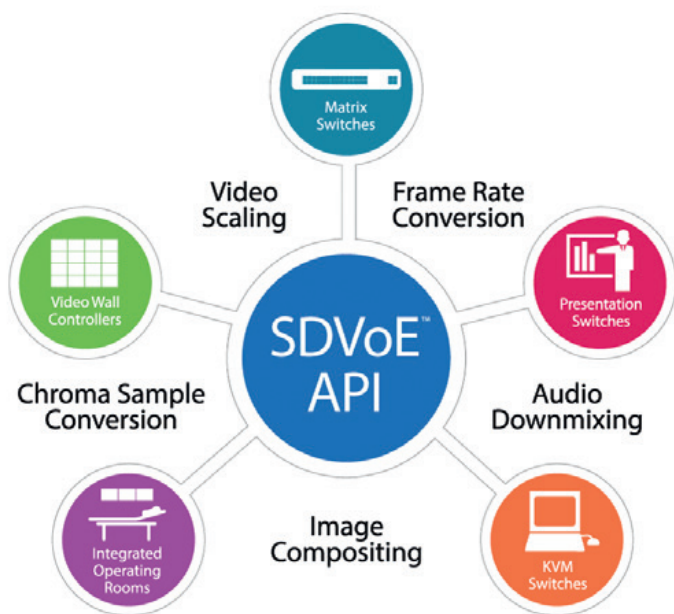 Matrix
Switches
Video
Scaling
Frame Rate
Conversion
Video Wall
Controllers
SDVoE™
API
Presentation
Switches
Chroma Sample
Conversion
Audio
Downmixing
Integrated
Operating
Rooms
Image
Compositing
KVM
Switches